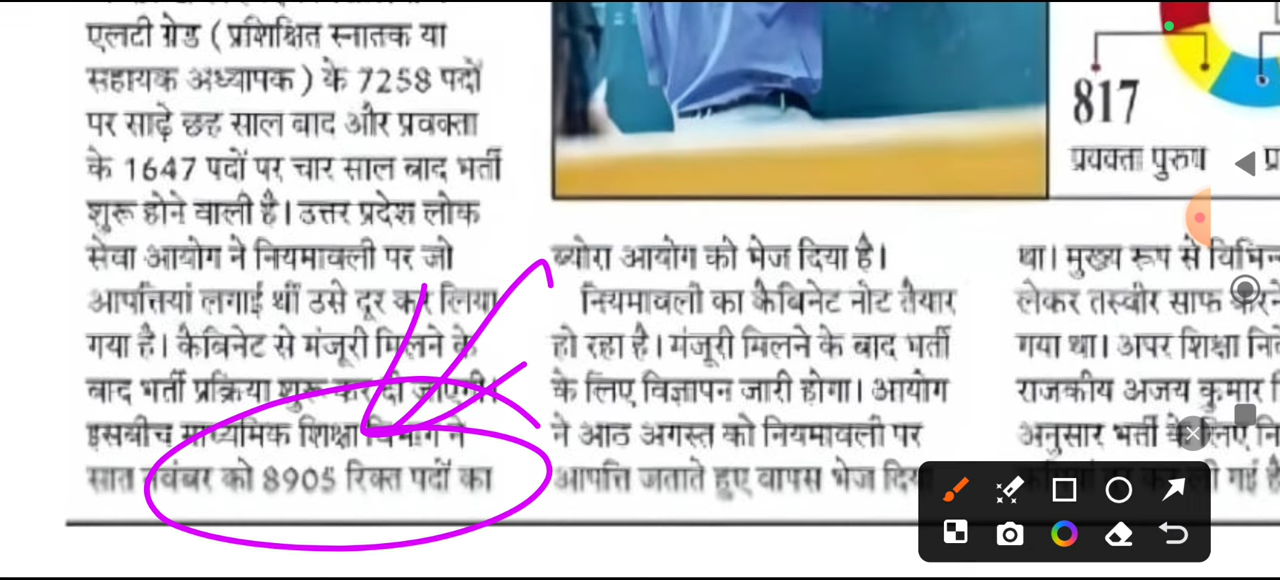 एलटी ग्रेड ( प्रशिक्षित स्नातक या
सहायक अध्यापक ) के 7258 पदों
पर साढ़े छह साल बाद और प्रवक्ता
के 1647 पदों पर चार साल बाद भर्ती
शुरू होने वाली है। उत्तर प्रदेश लोक
सेवा आयोग ने नियमावली पर जो
आपत्तियां लगाई थीं उसे दूर कर लिया
गया है। कैबिनेट से मंजूरी मिलने के
बाद भर्ती प्रक्रिया शुरू कर दी जाएगी।
इसबीच माध्यमिक शिक्षा विभाग ने
सात नवंबर को 8905 रिक्त पदों का
ब्योरा आयोग को भेज दिया है।
नियमावली का कैबिनेट नोट तैयार
हो रहा है। मंजूरी मिलने के बाद भर्ती
के लिए विज्ञापन जारी होगा। आयोग
ने आठ अगस्त को नियमावली पर
आपत्ति जताते हुए वापस भेज दिया
817
प्रवक्ता पुरुष
था। मुख्य रूप से
लेकर तस्वीर साफ करने
गया था। अपर शिक्षा
राजकीय अजय कुमार
अनुसार भर्ती के लिए